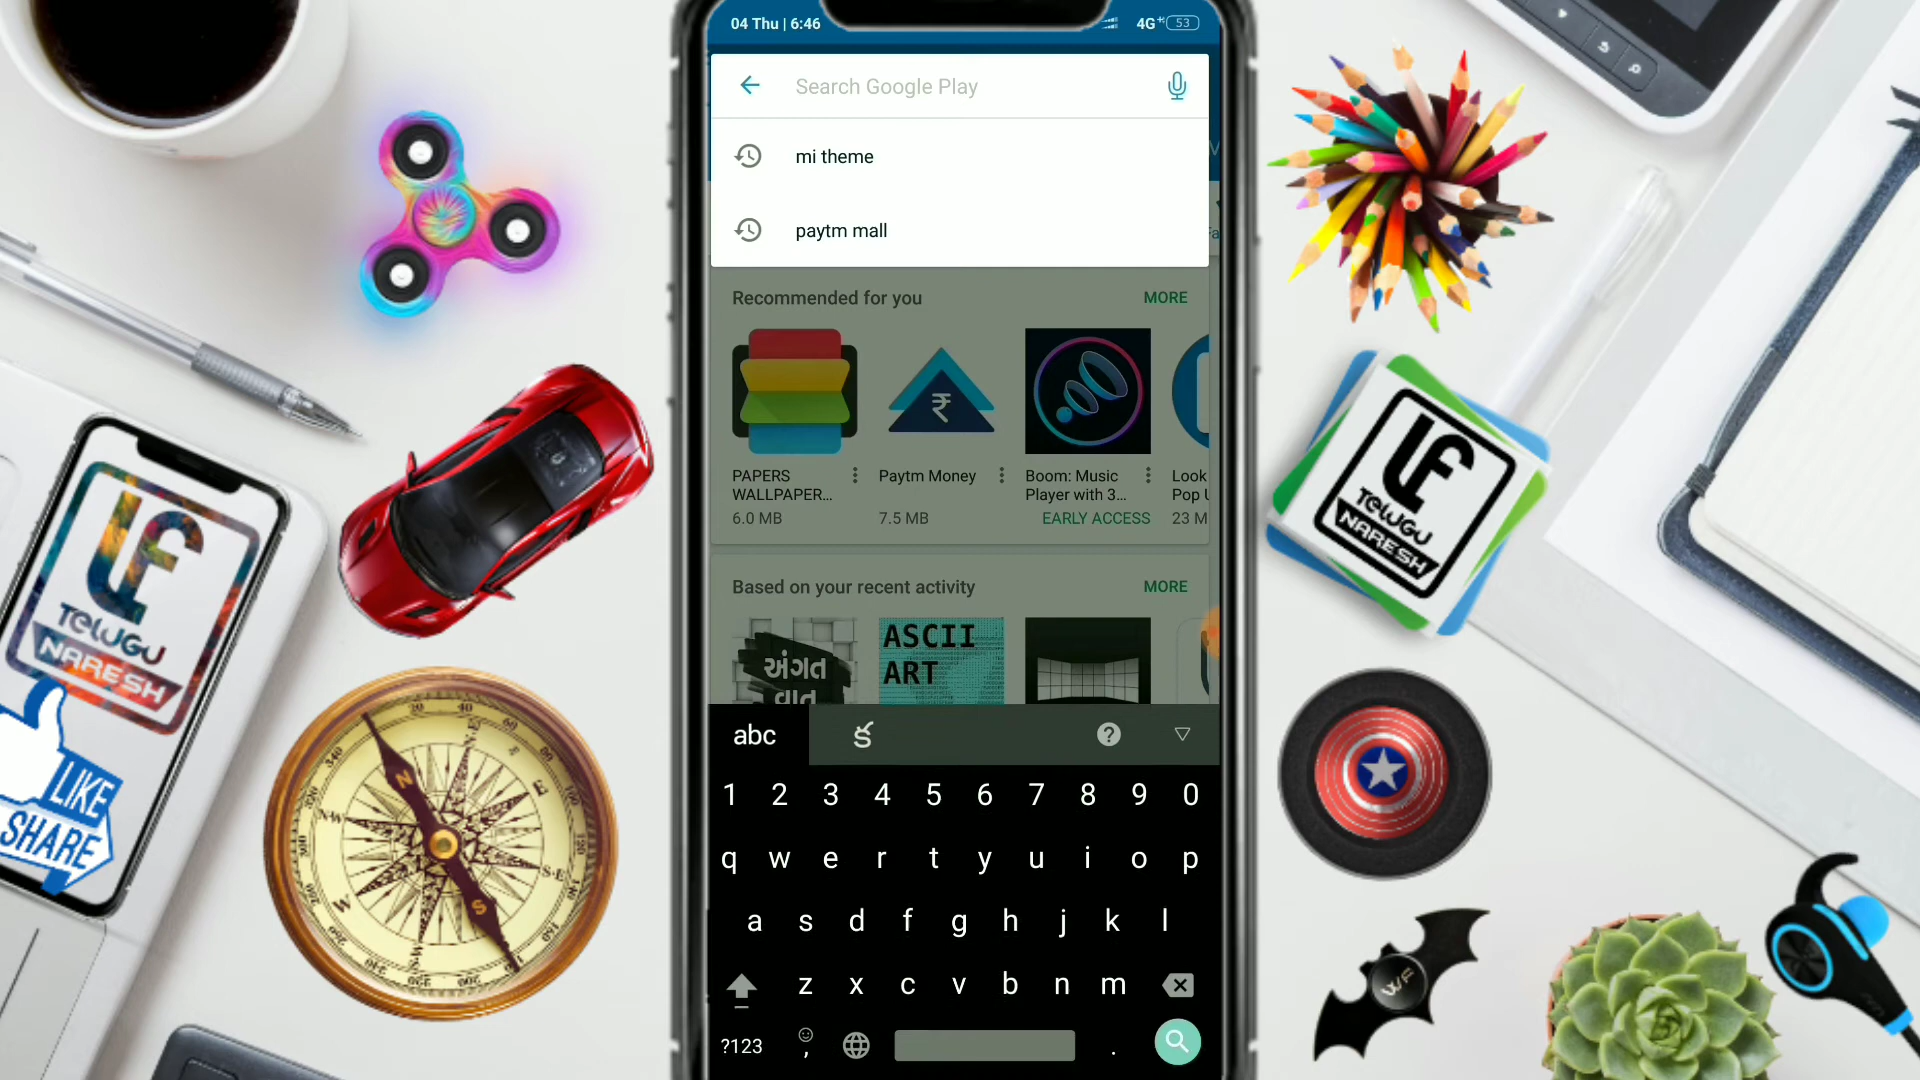 04 Thu | 6:46
4G+ 53
Search Google Play
mi theme
paytm mall
Recommended for you
MORE
PAPERS
WALLPAPER...
6.0 MB
Paytm Money
7.5 MB
Boom: Music
Player with 3...
EARLY ACCESS
Look
Pop
23 M
Based on your recent activity
MORE
અંગત
વાત
ASCII
ART
abc
1 2 3 4 5 6 7 8 9 0
q w e r t y u i o p
a s d f g h j k l
z x c v b n m
?123 , .
TELUGU
NARESH
LIKE
SHARE
TELUGU
NARESH
N
E
S-E
S
W
N-W